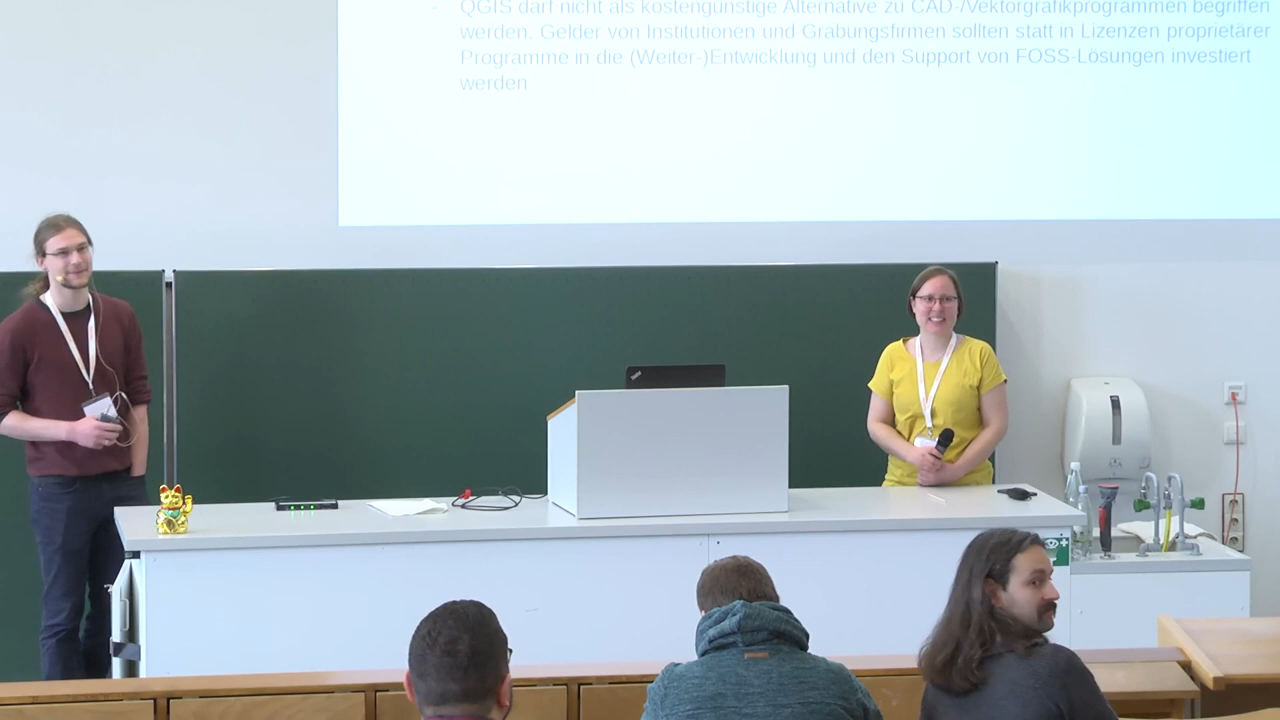 - QGIS darf nicht als kostengünstige Alternative zu CAD-/Vektorgrafikprogrammen begriffen
werden. Gelder von Institutionen und Grabungsfirmen sollten statt in Lizenzen proprietärer
Programme in die (Weiter-)Entwicklung und den Support von FOSS-Lösungen investiert
werden